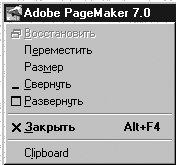 Adobe PageMaker 7.0
Восстановить
Переместить
Размер
Свернуть
Развернуть
Закрыть Alt+F4
Clipboard